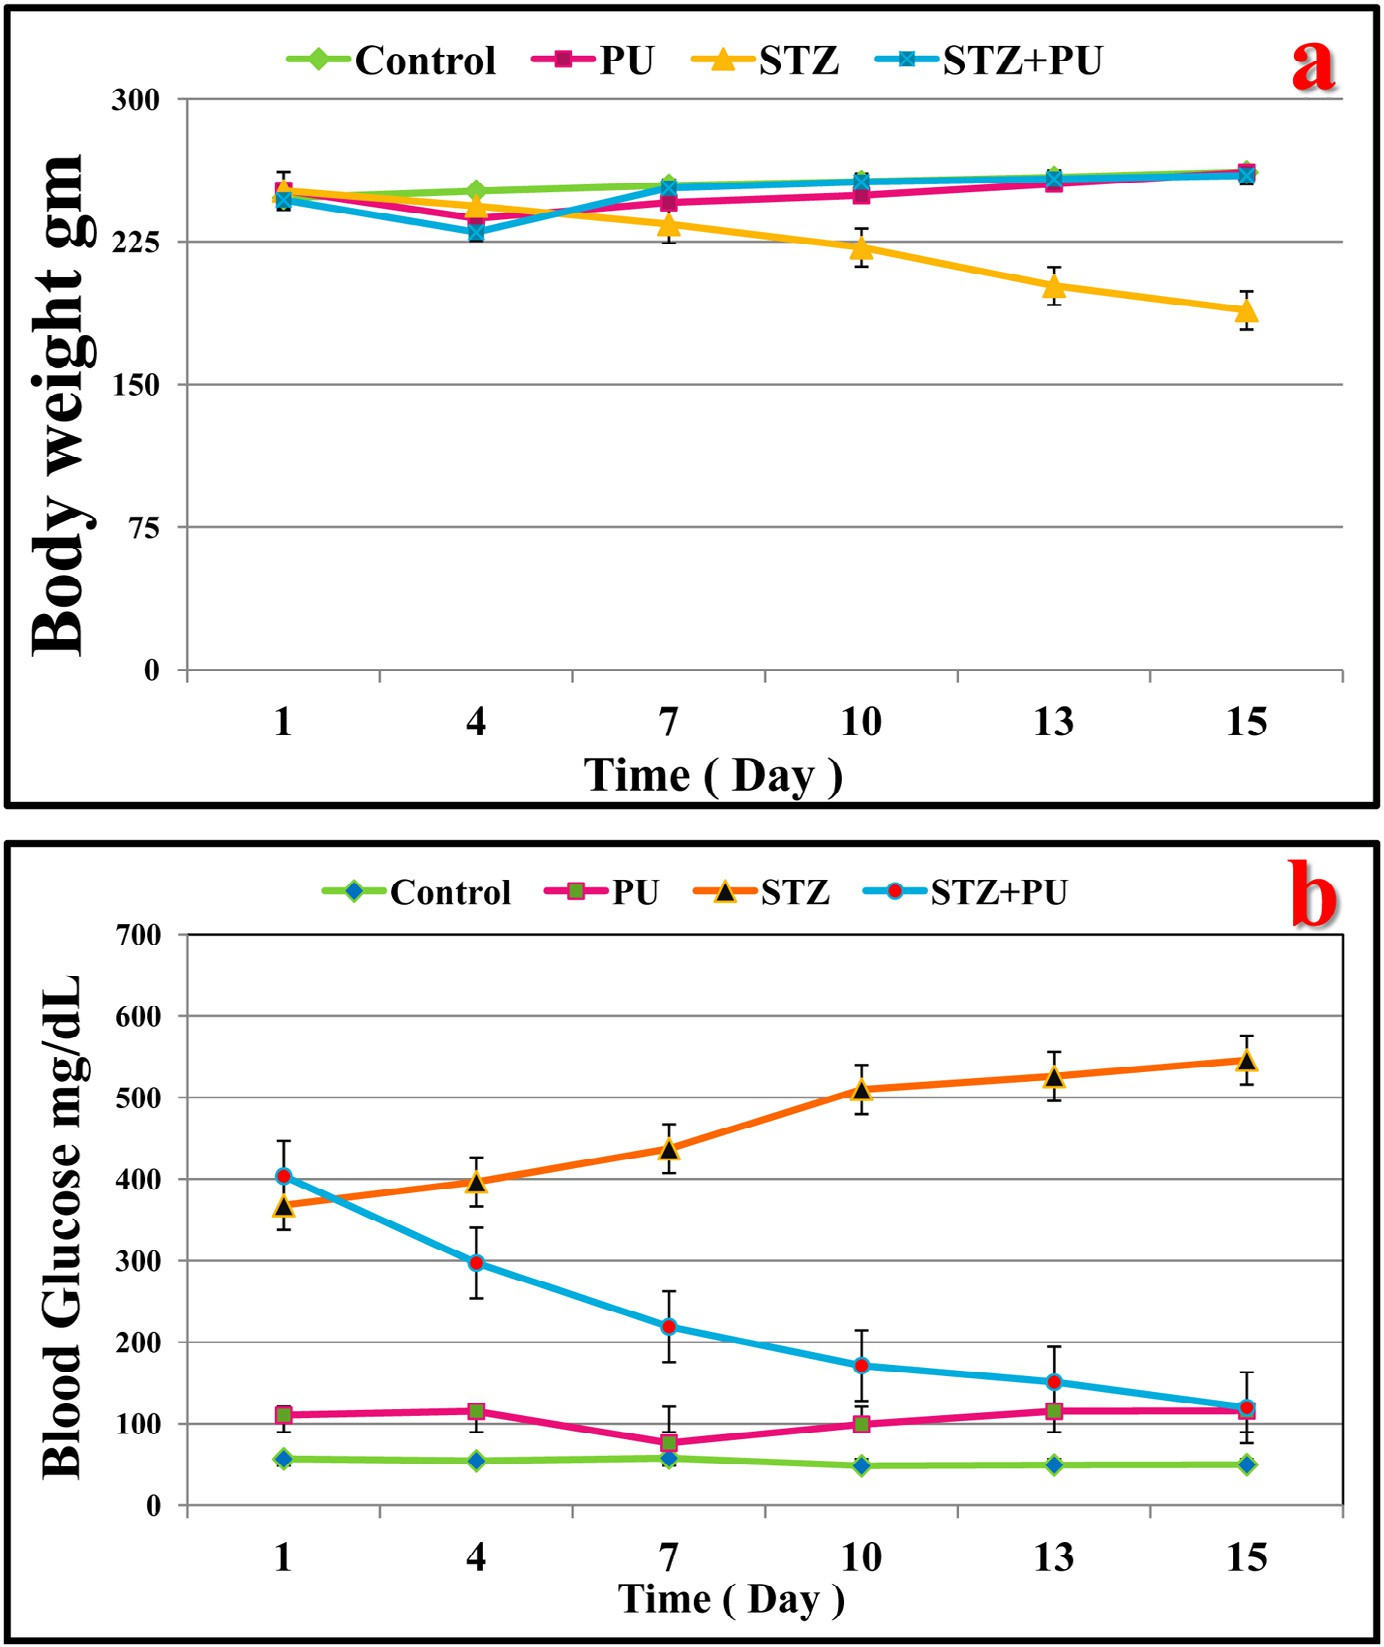 Control PU STZ STZ+PU
a
300
225
150
75
0
Body weight gm
1 4 7 10 13 15
Time ( Day )
Control PU STZ STZ+PU
b
700
600
500
400
300
200
100
0
Blood Glucose mg/dL
1 4 7 10 13 15
Time ( Day )